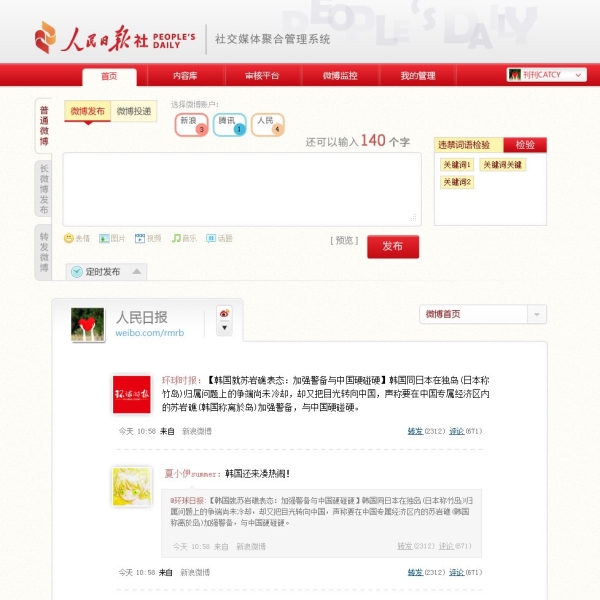 PEOPLE'S DAILY
人民日报社 PEOPLE'S DAILY 社交媒体聚合管理系统
首页 内容库 审核平台 微博监控 我的管理 刊刊CATCY
普通微博
长微博发布
转发微博
微博发布 微博投递
选择微博账户:
新浪 3 腾讯 1 人民 4
还可以输入140个字
违禁词语检验 检验
关键词1 关键词关键
关键词2
表情 图片 视频 音乐 话题
[ 预览 ] 发布
定时发布
人民日报
weibo.com/rmrb
微博首页
环球时报
环球时报:【韩国就苏岩礁表态: 加强警备与中国硬碰硬】韩国同日本在独岛(日本称
竹岛)归属问题上的争端尚未冷却, 却又把目光转向中国, 声称要在中国专属经济区内
的苏岩礁(韩国称离於岛)加强警备, 与中国硬碰硬。
今天 10:58 来自 新浪微博 转发(2312) 评论(671)
夏小伊summer: 韩国还来凑热闹!
@环球日报:【韩国就苏岩礁表态: 加强警备与中国硬碰硬】韩国同日本在独岛(日本称竹岛)归
属问题上的争端尚未冷却, 却又把目光转向中国, 声称要在中国专属经济区内的苏岩礁(韩国
称离於岛)加强警备, 与中国硬碰硬。
今天 10:58 来自 新浪微博 转发(2312) 评论(671)
今天 10:58 来自 新浪微博 转发(2312) 评论(671)